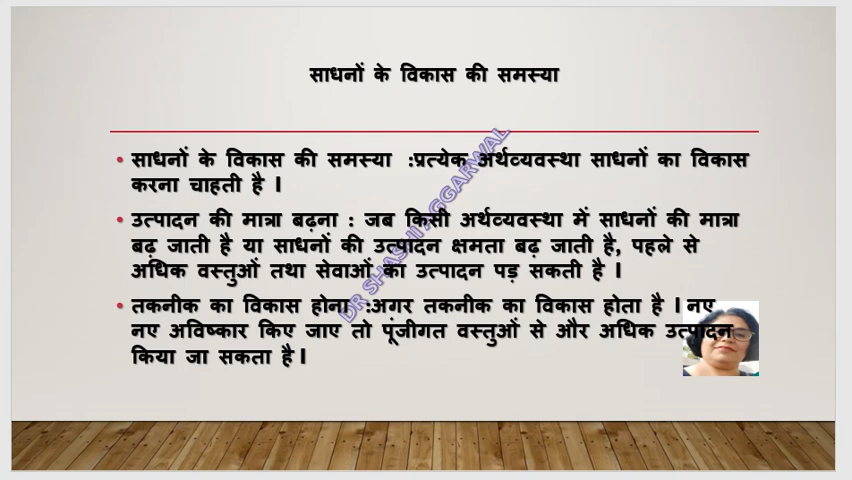 साधनों के विकास की समस्या
• साधनों के विकास की समस्या :प्रत्येक अर्थव्यवस्था साधनों का विकास
करना चाहती है I
• उत्पादन की मात्रा बढ़ना : जब किसी अर्थव्यवस्था में साधनों की मात्रा
बढ़ जाती है या साधनों की उत्पादन क्षमता बढ़ जाती है, पहले से
अधिक वस्तुओं तथा सेवाओं का उत्पादन पड़ सकती है I
• तकनीक का विकास होना :अगर तकनीक का विकास होता है I नए
नए अविष्कार किए जाए तो पूंजीगत वस्तुओं से और अधिक उत्पादन
किया जा सकता है I
DR SHASHI AGGARWAL